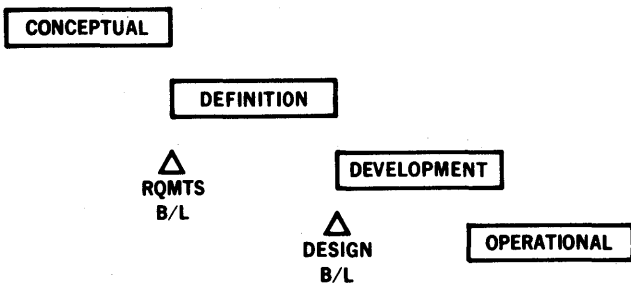 CONCEPTUAL
DEFINITION
RQMTS
B/L
DEVELOPMENT
DESIGN
B/L
OPERATIONAL